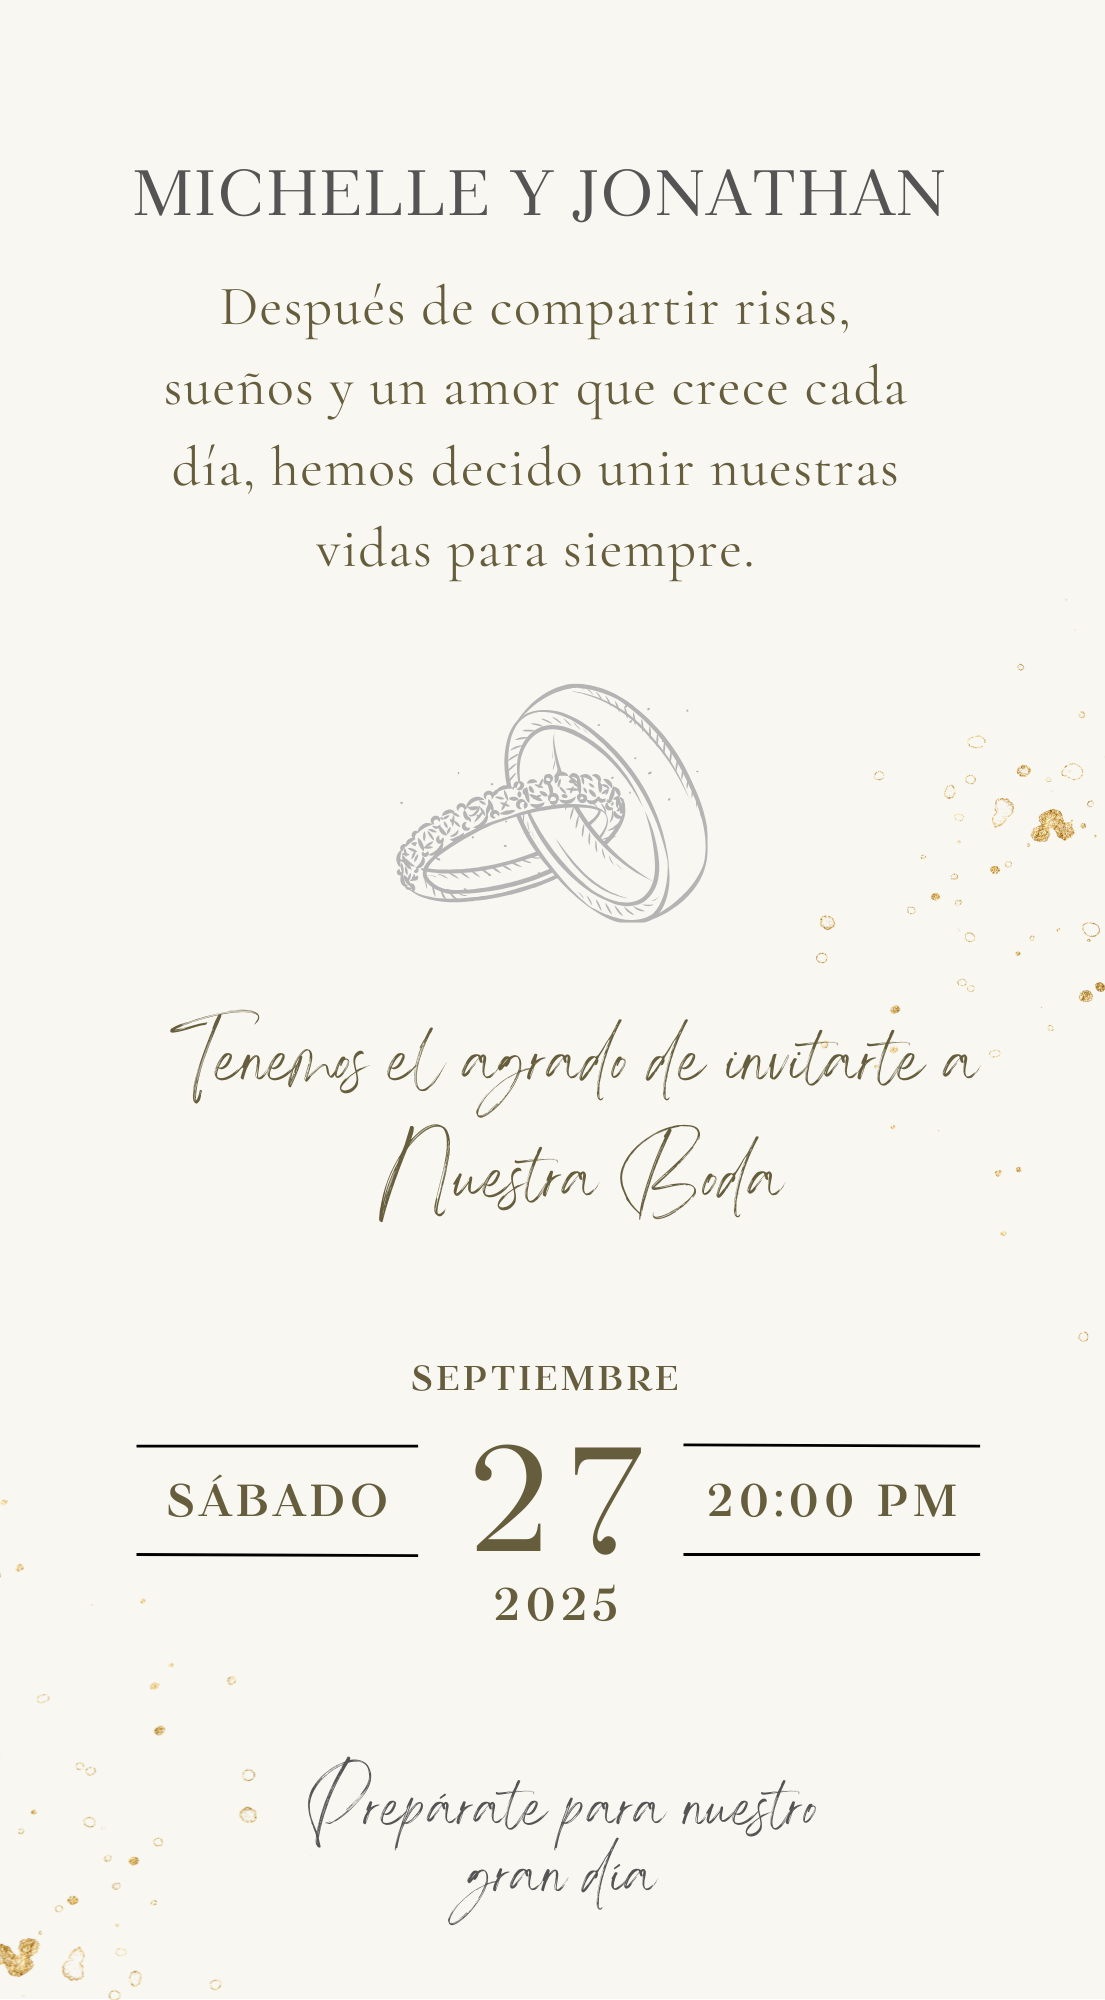 MICHELLE Y JONATHAN
Después de compartir risas,
sueños y un amor que crece cada
día, hemos decido unir nuestras
vidas para siempre.
Tenemos el agrado de invitarte a
Nuestra Boda
SEPTIEMBRE
SÁBADO
27
20:00 PM
2025
Prepárate para nuestro
gran día